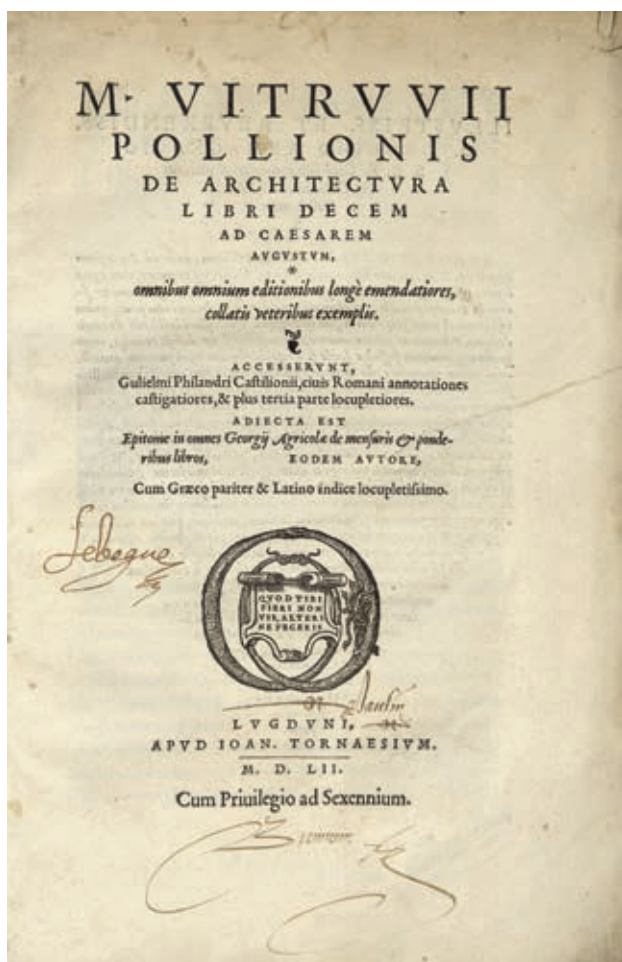 M. VITRVVII
POLLIONIS
DE ARCHITECTVRA
LIBRI DECEM
AD CAESAREM
AVGVSTVM,
omnibus omnium editionibus longè emendatiores,
collatis veteribus exemplis.
ACCESSERVNT,
Gulielmi Philandri Castilionii, ciuis Romani annotationes
castigatiores, & plus tertia parte locupletiores.
ADIECTA EST
Epitome in omnes Georgij Agricolæ de mensuris & ponde-
ribus libros, EODEM AVTORE,
Cum Græco pariter & Latino indice locupletissimo.
Lebegue
QVOD TIBI
FIERI NON
VIS, ALTERI
NE FECERIS
LVGDVNI,
APVD IOAN. TORNAESIVM.
M. D. LII.
Cum Priuilegio ad Sexennium.